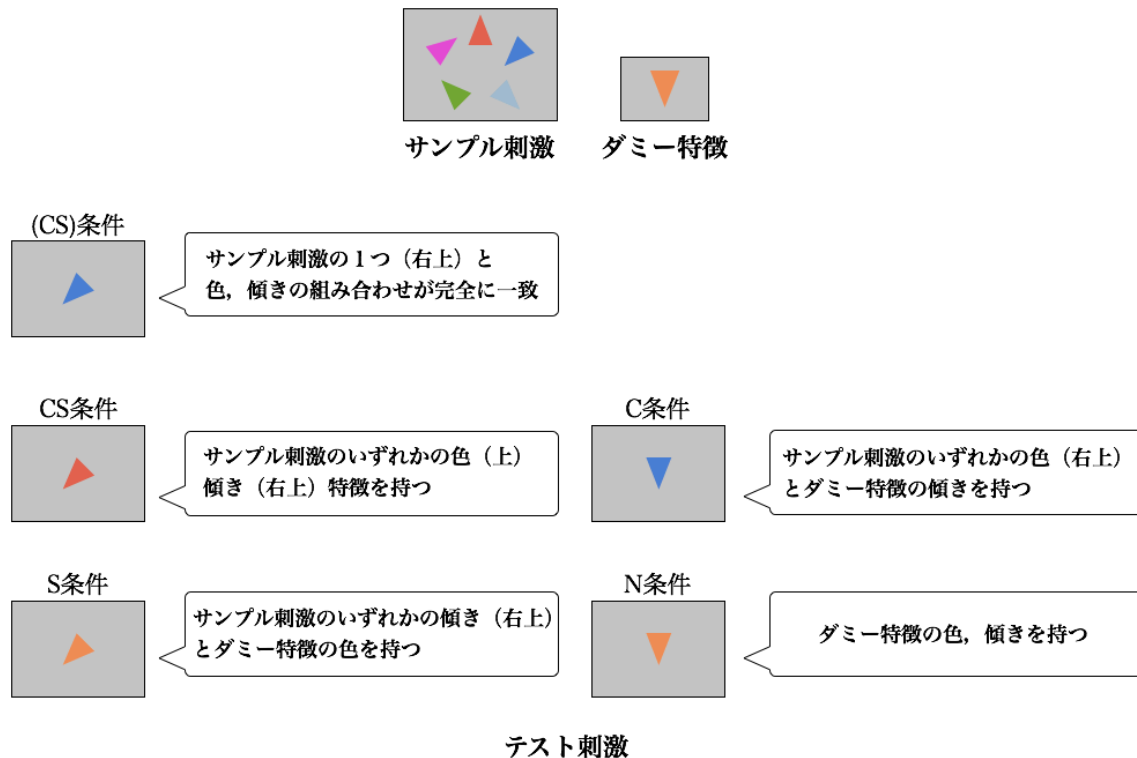 サンプル刺激
ダミー特徴
(CS)条件
サンプル刺激の１つ（右上）と
色，傾きの組み合わせが完全に一致
CS条件
サンプル刺激のいずれかの色（上）
傾き（右上）特徴を持つ
C条件
サンプル刺激のいずれかの色（右上）
とダミー特徴の傾きを持つ
S条件
サンプル刺激のいずれかの傾き（右上）
とダミー特徴の色を持つ
N条件
ダミー特徴の色，傾きを持つ
テスト刺激